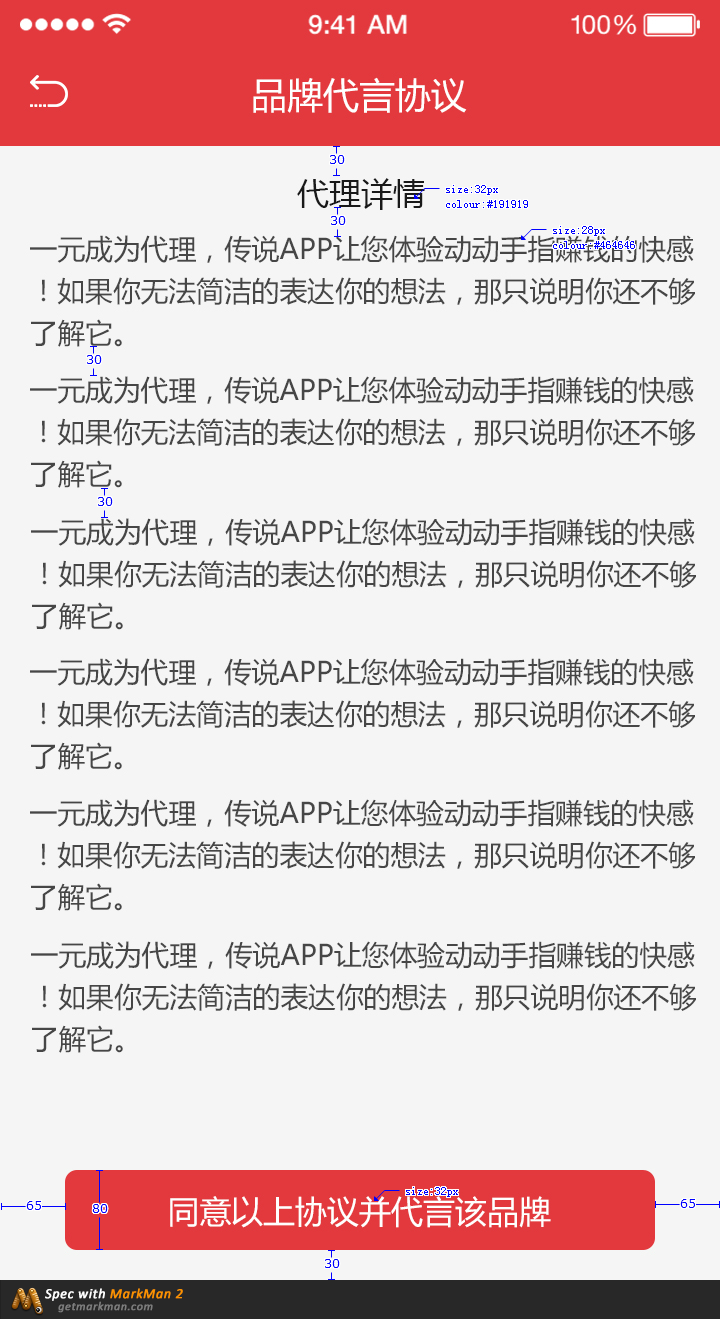 9:41 AM 100%
品牌代言协议
30
代理详情
size:32px
colour:#191919
30
size:28px
colour:#464646
一元成为代理，传说APP让您体验动动手指赚钱的快感
！如果你无法简洁的表达你的想法，那只说明你还不够
了解它。
30
一元成为代理，传说APP让您体验动动手指赚钱的快感
！如果你无法简洁的表达你的想法，那只说明你还不够
了解它。
30
一元成为代理，传说APP让您体验动动手指赚钱的快感
！如果你无法简洁的表达你的想法，那只说明你还不够
了解它。
一元成为代理，传说APP让您体验动动手指赚钱的快感
！如果你无法简洁的表达你的想法，那只说明你还不够
了解它。
一元成为代理，传说APP让您体验动动手指赚钱的快感
！如果你无法简洁的表达你的想法，那只说明你还不够
了解它。
一元成为代理，传说APP让您体验动动手指赚钱的快感
！如果你无法简洁的表达你的想法，那只说明你还不够
了解它。
size:32px
65 80 同意以上协议并代言该品牌 65
30
Spec with MarkMan 2
getmarkman.com